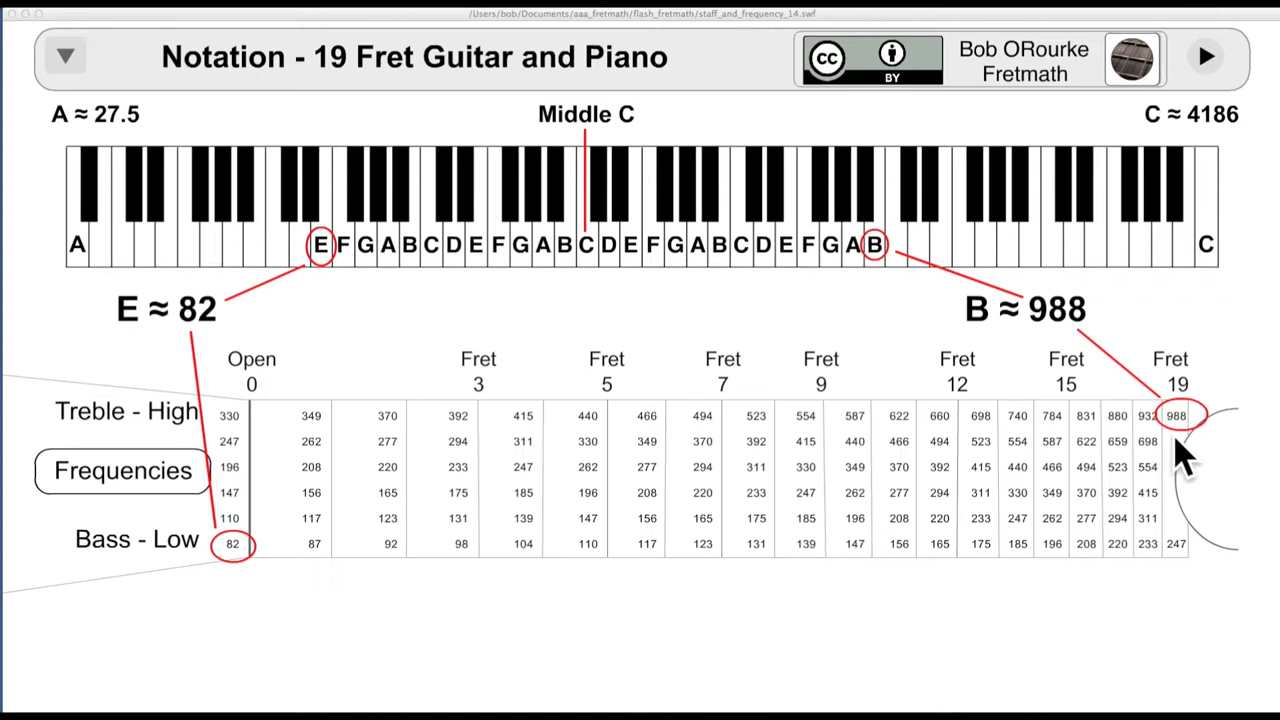 /Users/bob/Documents/aaa_fretmath/flash_fretmath/staff_and_frequency_14.swf
Notation - 19 Fret Guitar and Piano
CC
BY
Bob ORourke
Fretmath
A ≈ 27.5
Middle C
C ≈ 4186
A E F G A B C D E F G A B C D E F G A B C D E F G A B C
E ≈ 82
B ≈ 988
Open Fret Fret Fret Fret Fret Fret Fret
0 3 5 7 9 12 15 19
Treble - High 330 349 370 392 415 440 466 494 523 554 587 622 660 698 740 784 831 880 932 988
247 262 277 294 311 330 349 370 392 415 440 466 494 523 554 587 622 659 698
Frequencies 196 208 220 233 247 262 277 294 311 330 349 370 392 415 440 466 494 523 554
147 156 165 175 185 196 208 220 233 247 262 277 294 311 330 349 370 392 415
110 117 123 131 139 147 156 165 175 185 196 208 220 233 247 262 277 294 311
Bass - Low 82 87 92 98 104 110 117 123 131 139 147 156 165 175 185 196 208 220 233 247